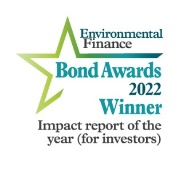 Environmental
Finance
Bond Awards
2022
Winner
Impact report of the
year (for investors)